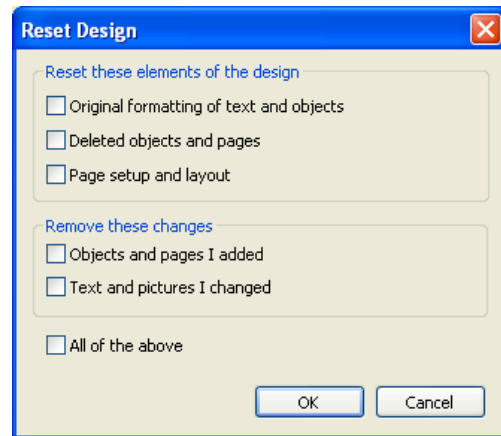 Reset Design
Reset these elements of the design
Original formatting of text and objects
Deleted objects and pages
Page setup and layout
Remove these changes
Objects and pages I added
Text and pictures I changed
All of the above
OK
Cancel